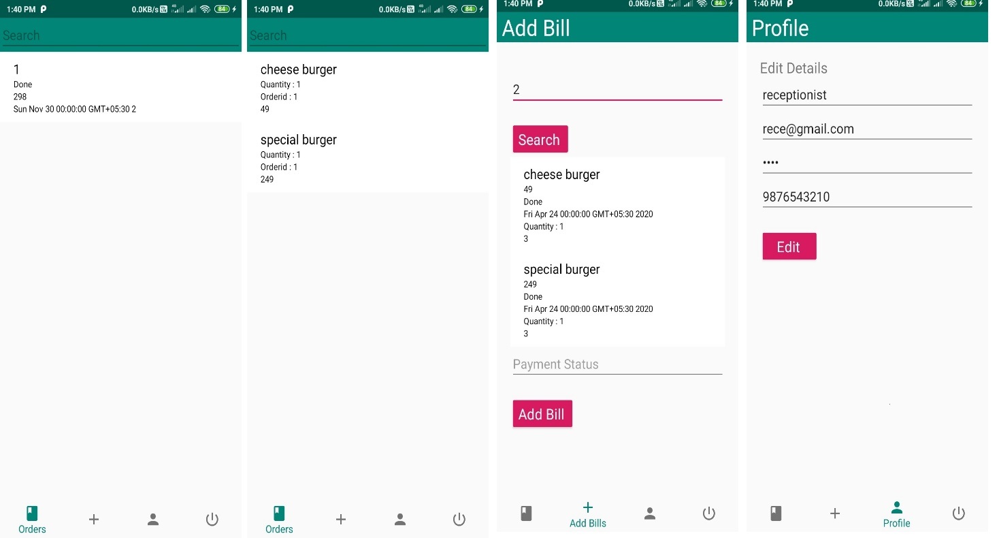 1:40 PM
0.0KB/s
84
Search
1
Done
298
Sun Nov 30 00:00:00 GMT+05:30 2
Orders
1:40 PM
0.0KB/s
84
Search
cheese burger
Quantity : 1
Orderid : 1
49
special burger
Quantity : 1
Orderid : 1
249
Orders
1:40 PM
0.0KB/s
84
Add Bill
2
Search
cheese burger
49
Done
Fri Apr 24 00:00:00 GMT+05:30 2020
Quantity : 1
3
special burger
249
Done
Fri Apr 24 00:00:00 GMT+05:30 2020
Quantity : 1
3
Payment Status
Add Bill
Add Bills
1:40 PM
0.0KB/s
84
Profile
Edit Details
receptionist
rece@gmail.com
••••
9876543210
Edit
Profile